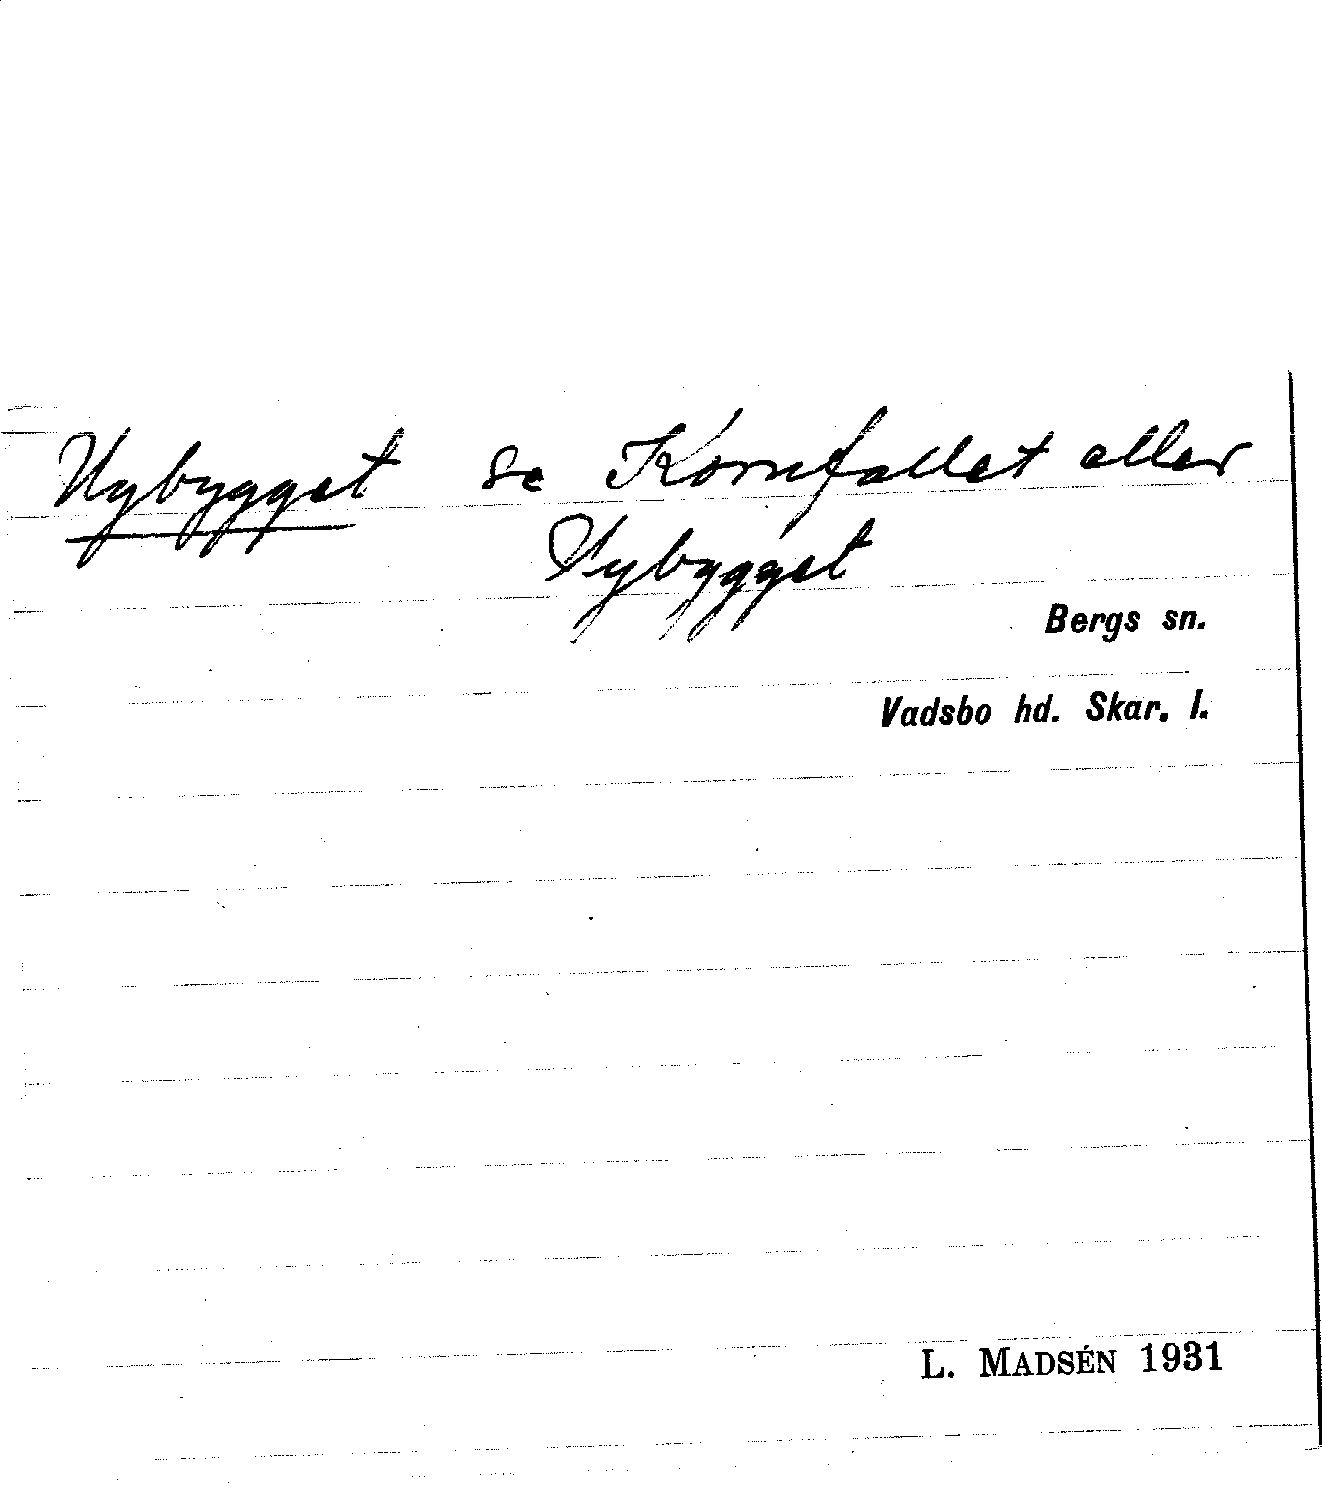 Nybygget se Kornfallet eller
Nybygget
Bergs sn.
Vadsbo hd. Skar. l.
L. MADSÉN 1931